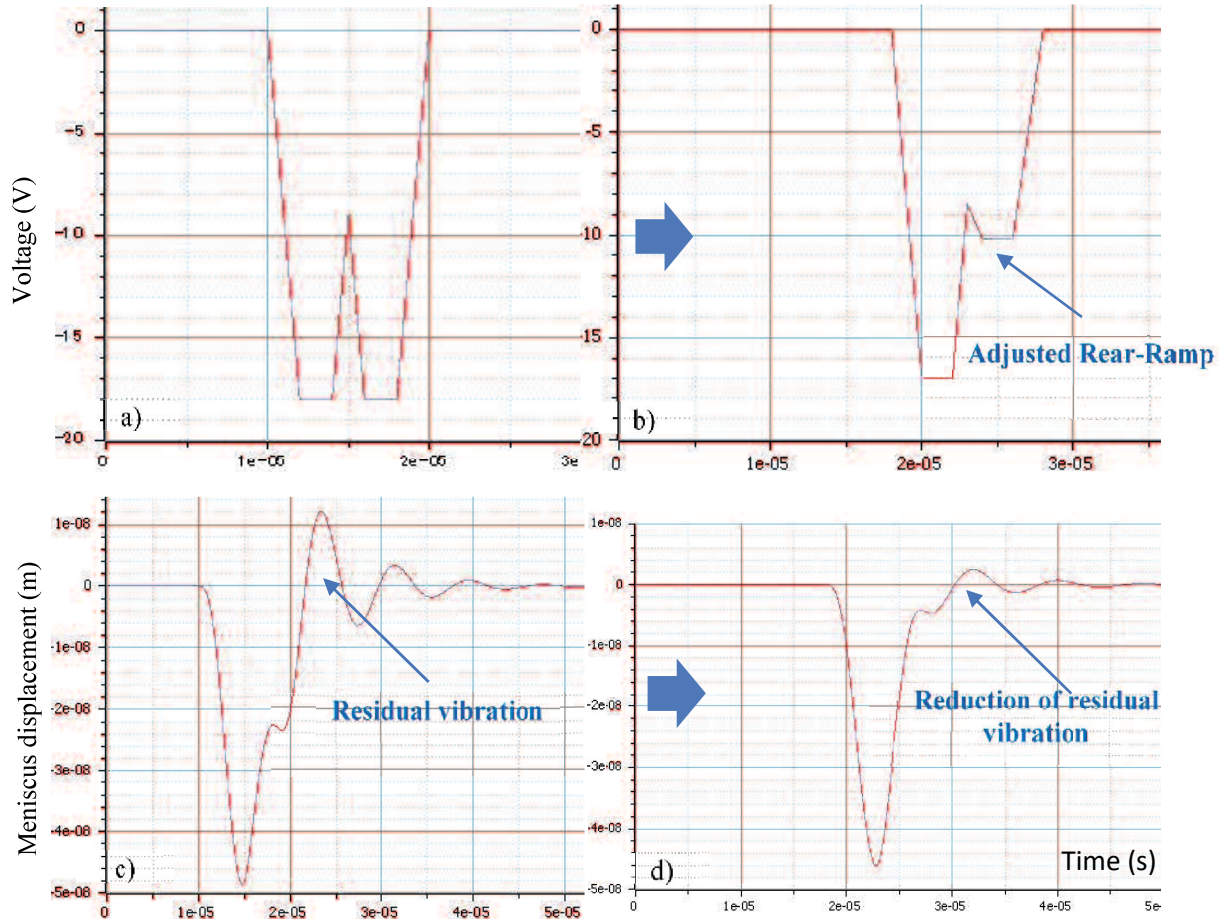 Voltage (V)
0
-5
-10
-15
-20
a)
0
1e-05
2e-05
3e
0
-5
10
15
20
b)
Adjusted Rear-Ramp
0
1e-05
2e-05
3e-05
Meniscus displacement (m)
1e-08
0
-1e-08
-2e-08
-3e-08
-4e-08
-5e-08
c)
Residual vibration
0
1e-05
2e-05
3e-05
4e-05
5e-05
1e-08
0
-1e-08
-2e-08
-3e-08
-4e-08
-5e-08
d)
Reduction of residual
vibration
Time (s)
0
1e-05
2e-05
3e-05
4e-05
5e